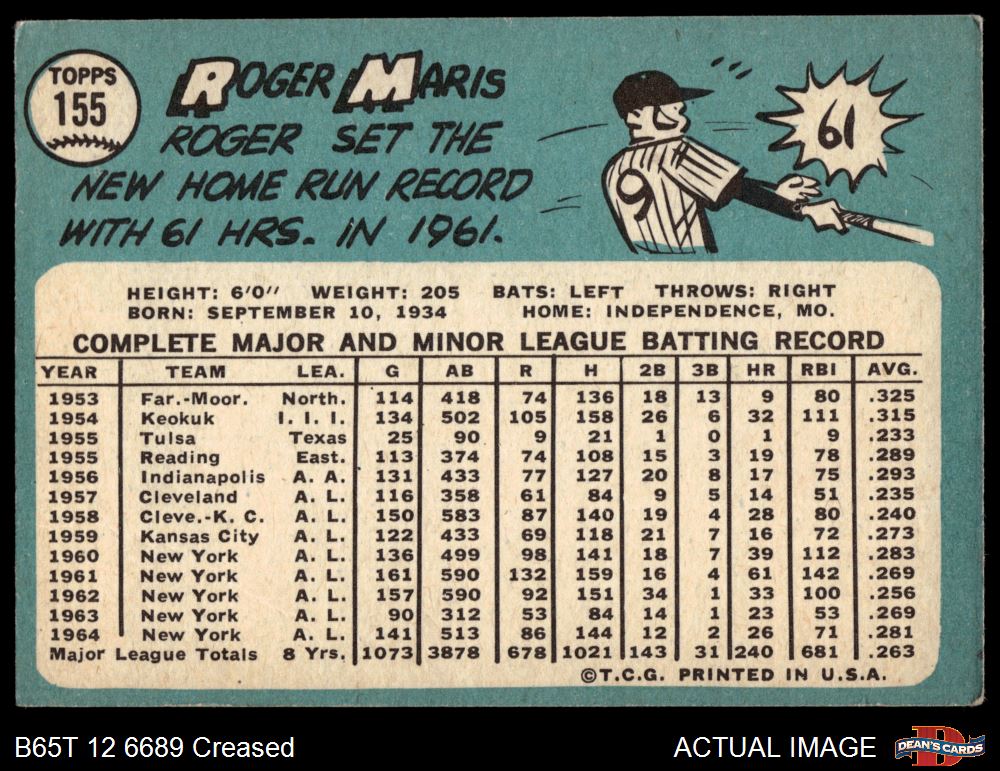 TOPPS
155
ROGER MARIS
ROGER SET THE
NEW HOME RUN RECORD
WITH 61 HRS. IN 1961.
61
9
HEIGHT: 6'0" WEIGHT: 205 BATS: LEFT THROWS: RIGHT
BORN: SEPTEMBER 10, 1934 HOME: INDEPENDENCE, MO.
COMPLETE MAJOR AND MINOR LEAGUE BATTING RECORD
YEAR TEAM LEA. G AB R H 2B 3B HR RBI AVG.
1953 Far.-Moor. North. 114 418 74 136 18 13 9 80 .325
1954 Keokuk I. I. I. 134 502 105 158 26 6 32 111 .315
1955 Tulsa Texas 25 90 9 21 1 0 1 9 .233
1955 Reading East. 113 374 74 108 15 3 19 78 .289
1956 Indianapolis A. A. 131 433 77 127 20 8 17 75 .293
1957 Cleveland A. L. 116 358 61 84 9 5 14 51 .235
1958 Cleve.-K. C. A. L. 150 583 87 140 19 4 28 80 .240
1959 Kansas City A. L. 122 433 69 118 21 7 16 72 .273
1960 New York A. L. 136 499 98 141 18 7 39 112 .283
1961 New York A. L. 161 590 132 159 16 4 61 142 .269
1962 New York A. L. 157 590 92 151 34 1 33 100 .256
1963 New York A. L. 90 312 53 84 14 1 23 53 .269
1964 New York A. L. 141 513 86 144 12 2 26 71 .281
Major League Totals 8 Yrs. 1073 3878 678 1021 143 31 240 681 .263
©T.C.G. PRINTED IN U.S.A.
B65T 12 6689 Creased
ACTUAL IMAGE
D
DEAN'S CARDS